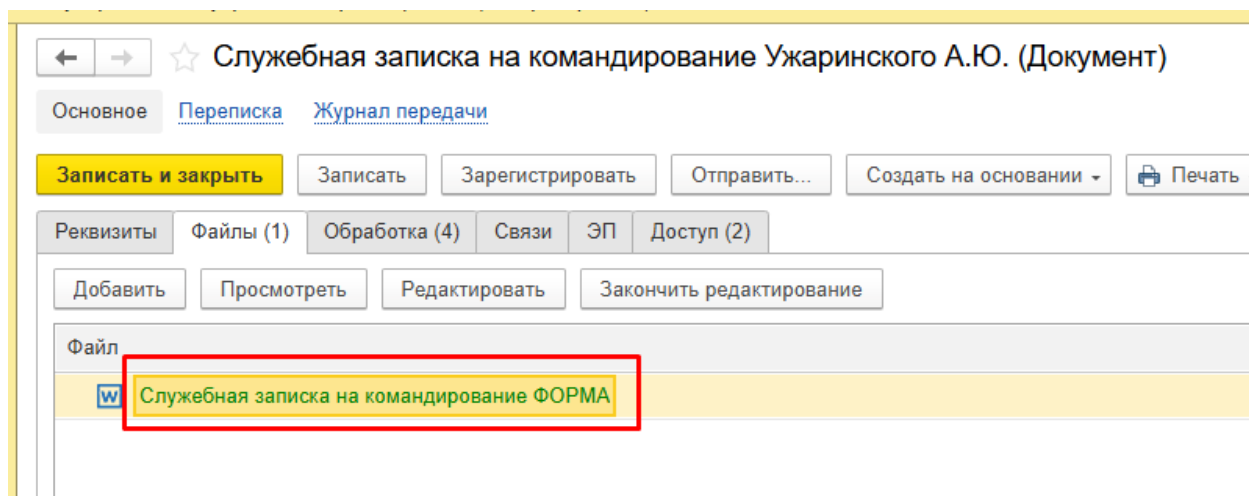 Служебная записка на командирование Ужаринского А.Ю. (Документ)
Основное Переписка Журнал передачи
Записать и закрыть Записать Зарегистрировать Отправить... Создать на основании Печать
Реквизиты Файлы (1) Обработка (4) Связи ЭП Доступ (2)
Добавить Просмотреть Редактировать Закончить редактирование
Файл
W Служебная записка на командирование ФОРМА